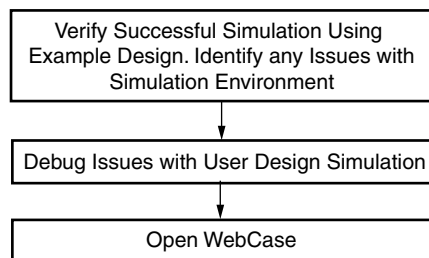 Verify Successful Simulation Using
Example Design. Identify any Issues with
Simulation Environment
Debug Issues with User Design Simulation
Open WebCase